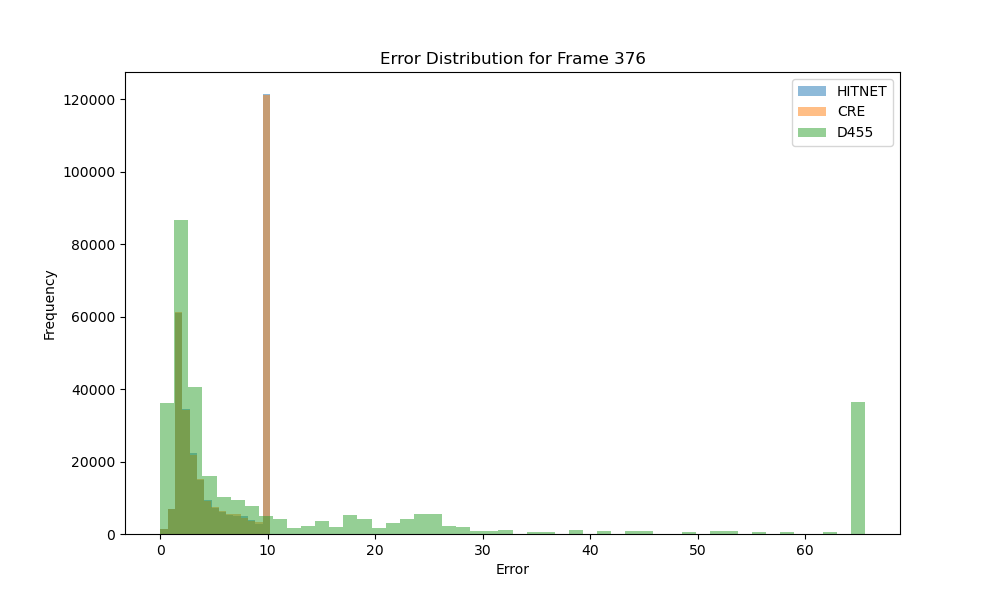 Error Distribution for Frame 376
HITNET
CRE
D455
120000
100000
80000
60000
40000
20000
0
Frequency
0 10 20 30 40 50 60
Error